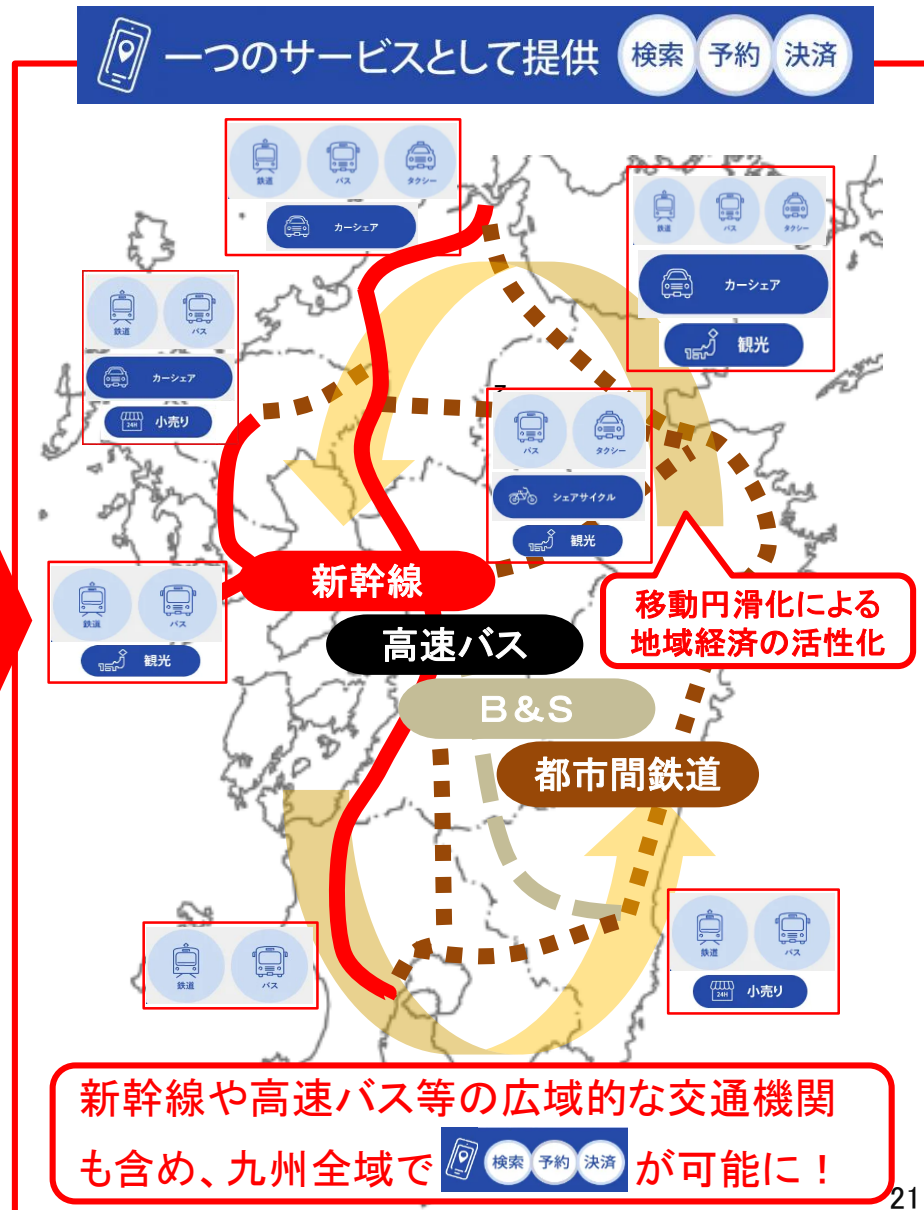 一つのサービスとして提供 検索 予約 決済
鉄道 バス タクシー
カーシェア
鉄道 バス タクシー
カーシェア
観光
鉄道 バス
カーシェア
24H 小売り
バス タクシー
シェアサイクル
観光
鉄道 バス
観光
新幹線
高速バス
B&S
都市間鉄道
移動円滑化による
地域経済の活性化
鉄道 バス
鉄道 バス
24H 小売り
新幹線や高速バス等の広域的な交通機関
も含め、九州全域で 検索 予約 決済 が可能に！
21